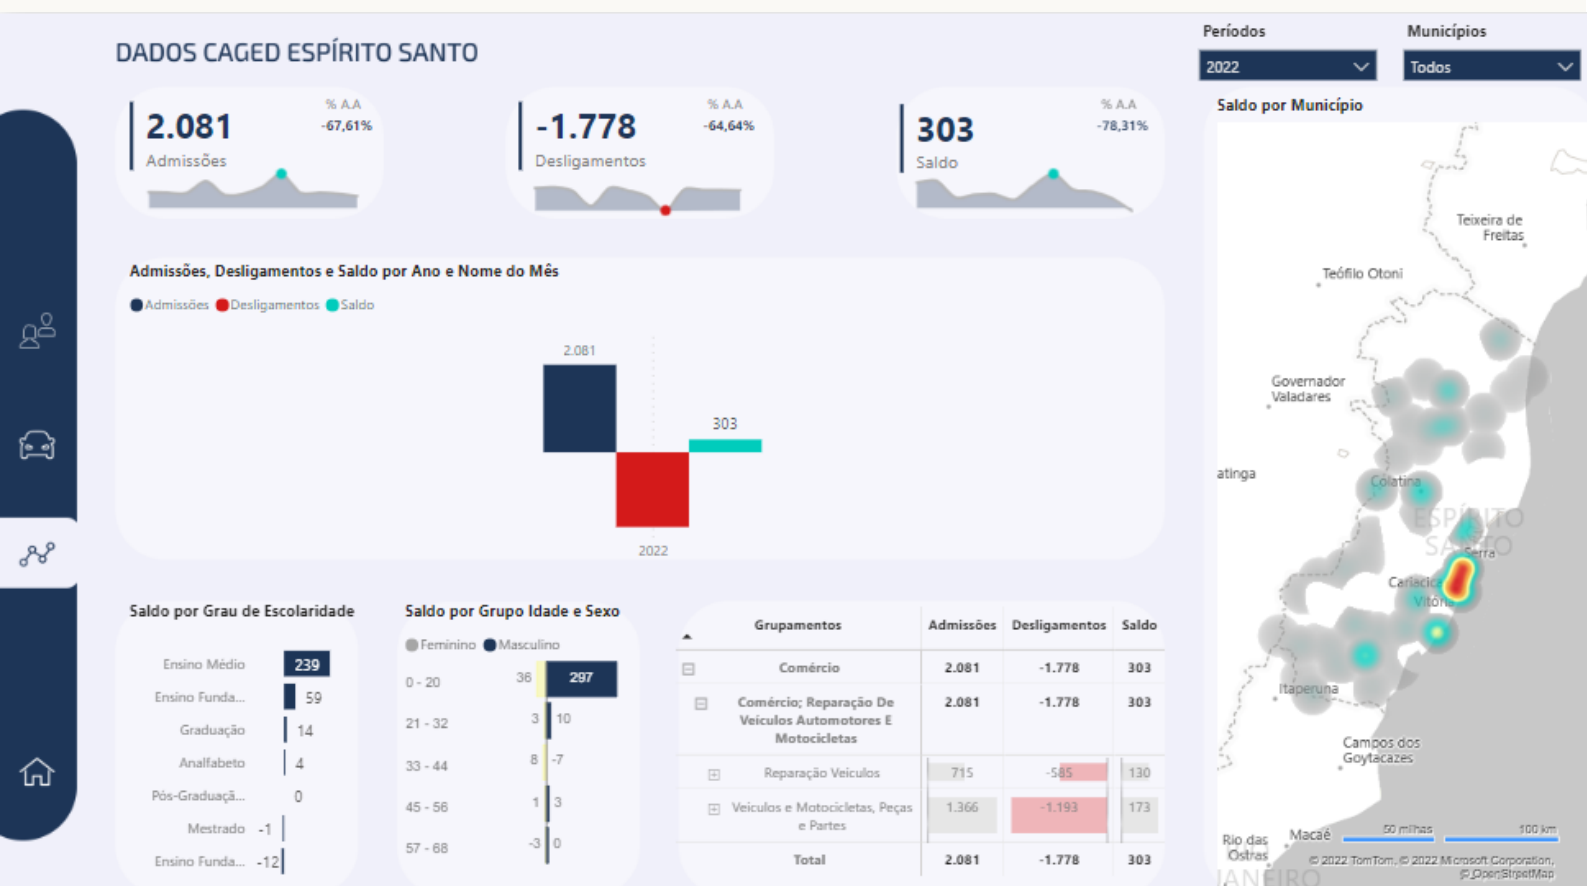 DADOS CAGED ESPÍRITO SANTO
Períodos
2022
Municípios
Todos
2.081
Admissões
% A.A
-67,61%
-1.778
Desligamentos
% A.A
-64,64%
303
Saldo
% A.A
-78,31%
Admissões, Desligamentos e Saldo por Ano e Nome do Mês
Admissões Desligamentos Saldo
2.081
303
2022
Saldo por Grau de Escolaridade
Ensino Médio 239
Ensino Funda... 59
Graduação 14
Analfabeto 4
Pós-Graduaçã... 0
Mestrado -1
Ensino Funda... -12
Saldo por Grupo Idade e Sexo
Feminino Masculino
0 - 20 36 297
21 - 32 3 10
33 - 44 8 -7
45 - 56 1 3
57 - 68 -3 0
Grupamentos Admissões Desligamentos Saldo
Comércio 2.081 -1.778 303
Comércio; Reparação De
Veículos Automotores E
Motocicletas
2.081 -1.778 303
Reparação Veículos 715 -585 130
Veículos e Motocicletas, Peças
e Partes
1.366 -1.193 173
Total 2.081 -1.778 303
Saldo por Município
Teixeira de
Freitas
Teófilo Otoni
Governador
Valadares
atinga
Colatina
ESPÍRITO
SANTO
Serra
Cariacica
Vitória
Itaperuna
Campos dos
Goytacazes
Macaé
Rio das
Ostras
JANEIRO
50 milhas
100 km
© 2022 TomTom, © 2022 Microsoft Corporation,
© OpenStreetMap